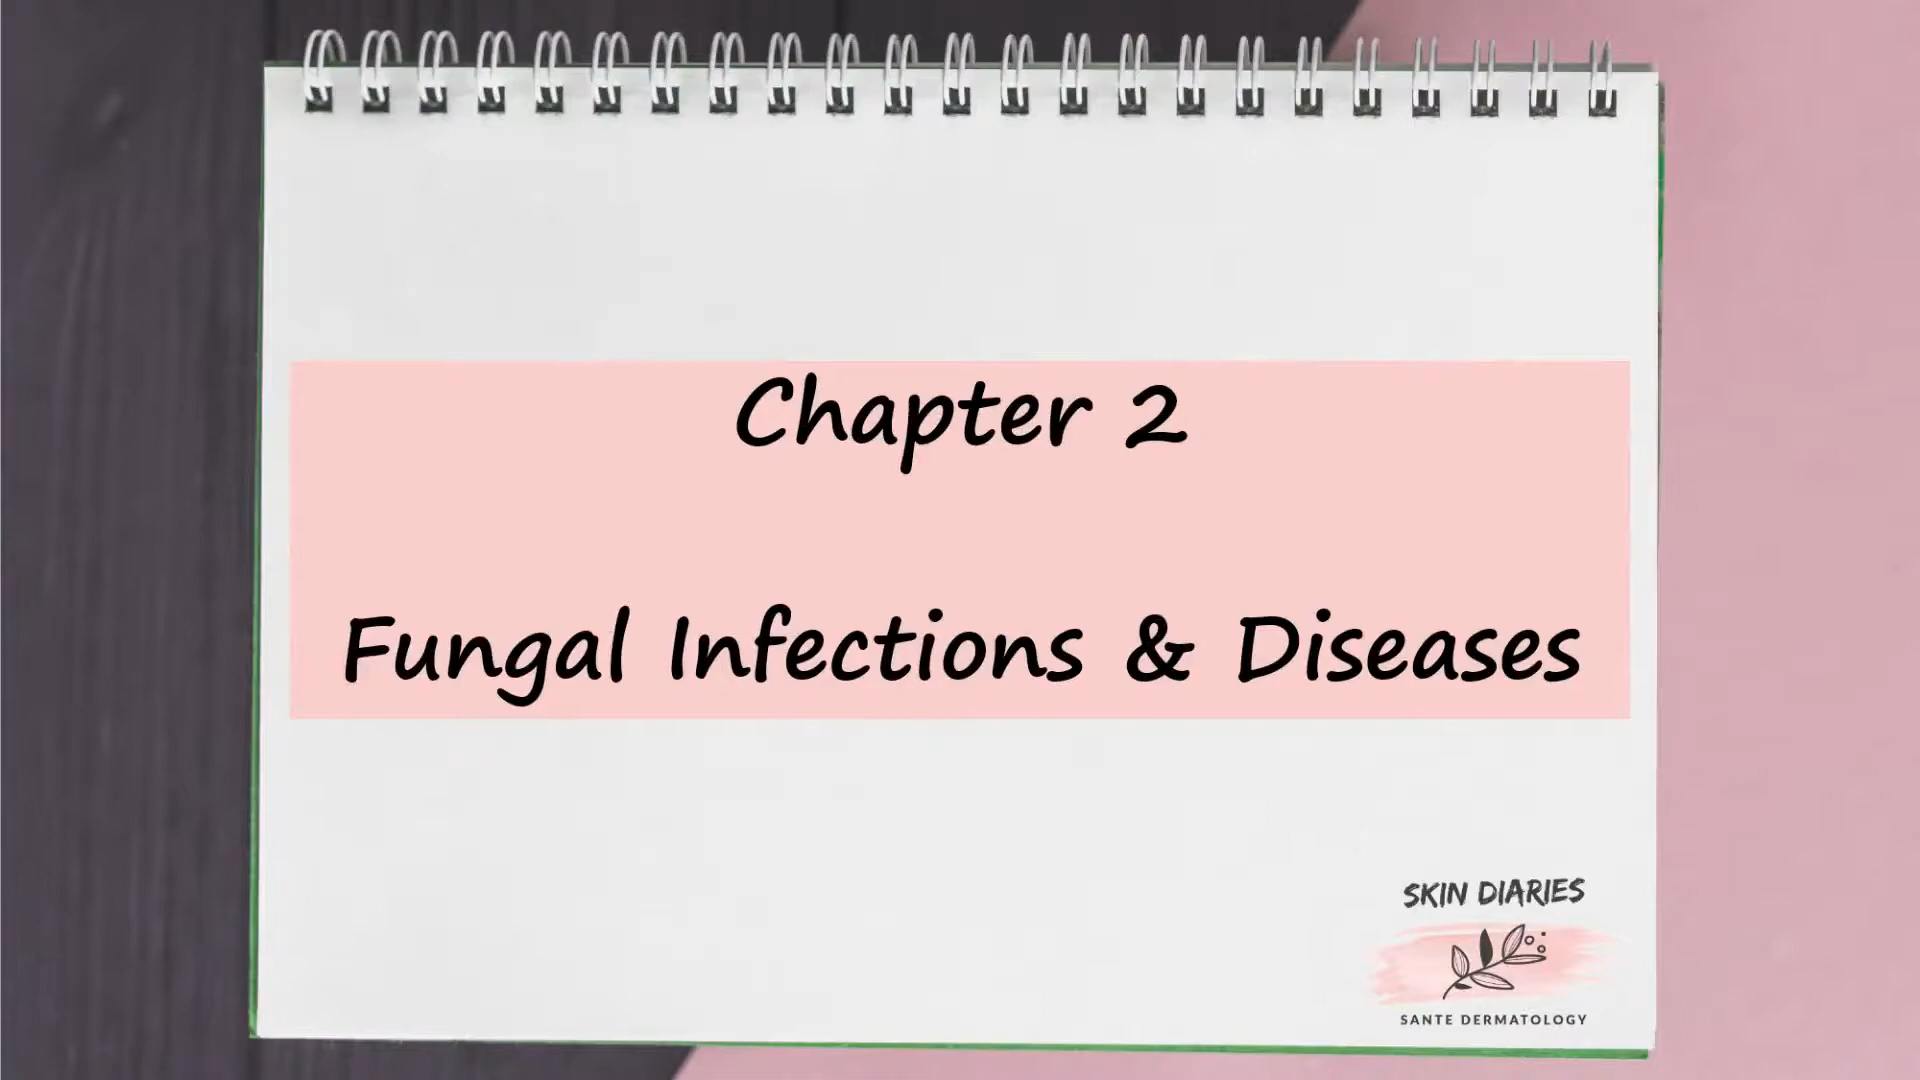 Chapter 2
Fungal Infections & Diseases
SKIN DIARIES
SANTE DERMATOLOGY